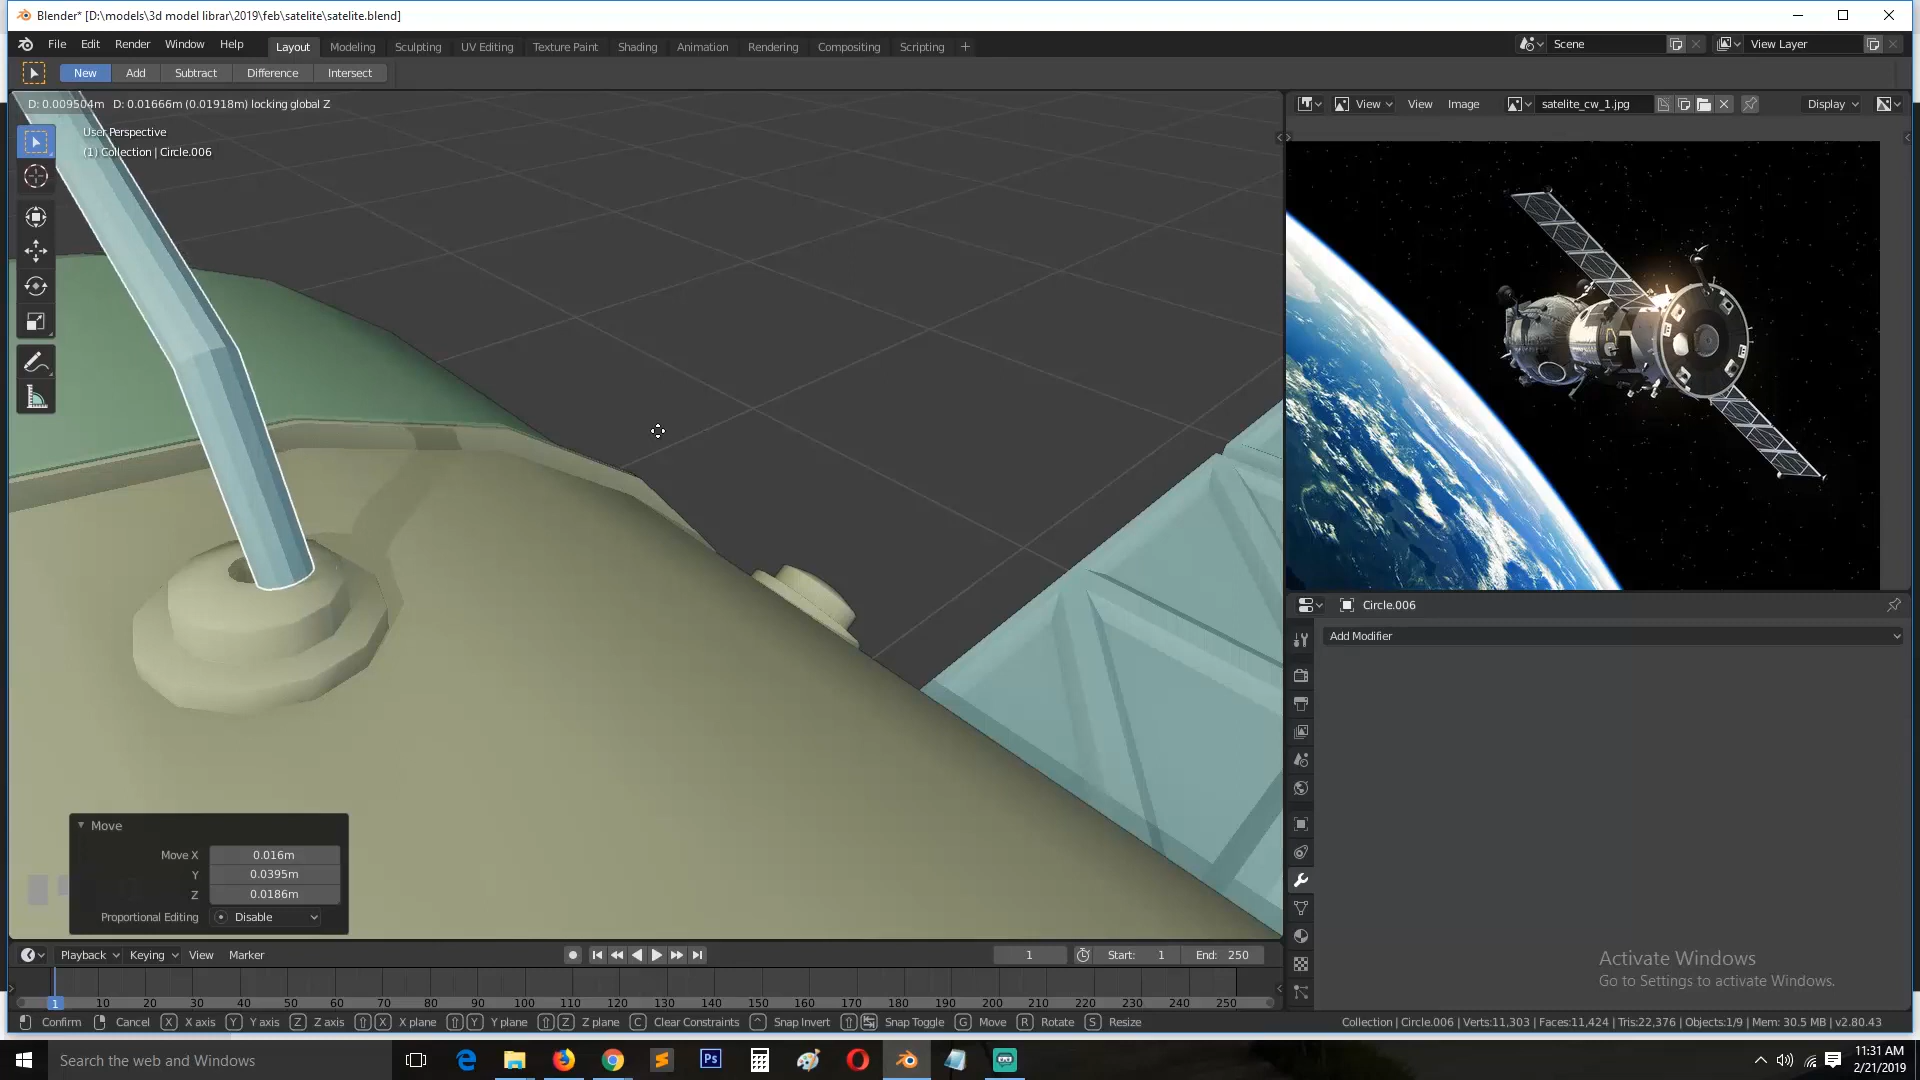 Blender* [D:\models\3d model librar\2019\feb\satelite\satelite.blend]
File Edit Render Window Help Layout Modeling Sculpting UV Editing Texture Paint Shading Animation Rendering Compositing Scripting + Scene View Layer
New Add Subtract Difference Intersect
D: 0.009504m D: 0.01666m (0.01918m) locking global Z
View View Image satelite_cw_1.jpg Display
User Perspective
(1) Collection | Circle.006
Circle.006
Add Modifier
Move
Move X 0.016m
Y 0.0395m
Z 0.0186m
Proportional Editing Disable
Activate Windows
Go to Settings to activate Windows.
Playback Keying View Marker 1 Start: 1 End: 250
1 10 20 30 40 50 60 70 80 90 100 110 120 130 140 150 160 170 180 190 200 210 220 230 240 250
Confirm Cancel X X axis Y Y axis Z Z axis X X plane Y Y plane Z Z plane C Clear Constraints ^ Snap Invert Snap Toggle G Move R Rotate S Resize Collection | Circle.006 | Verts:11,303 | Faces:11,424 | Tris:22,376 | Objects:1/9 | Mem: 30.5 MB | v2.80.43
Search the web and Windows
Ps
11:31 AM
2/21/2019